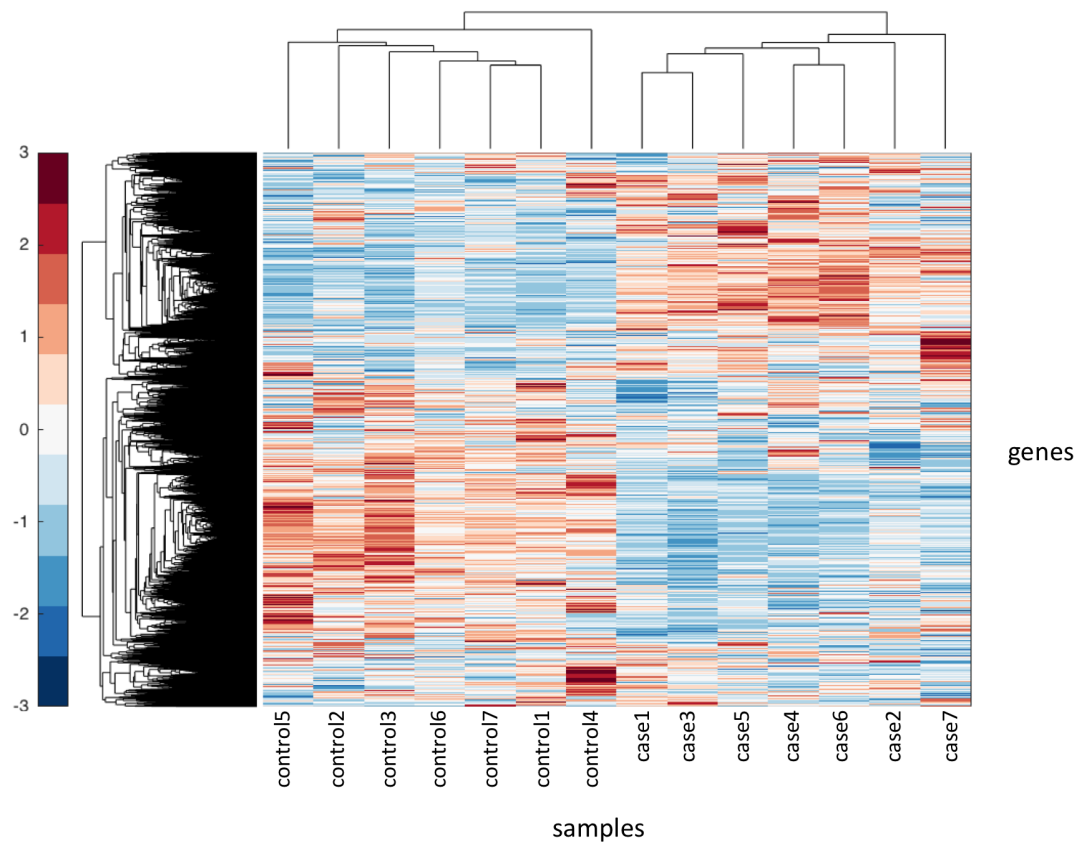 3
2
1
0
-1
-2
-3
genes
control5
control2
control3
control6
control7
control1
control4
case1
case3
case5
case4
case6
case2
case7
samples